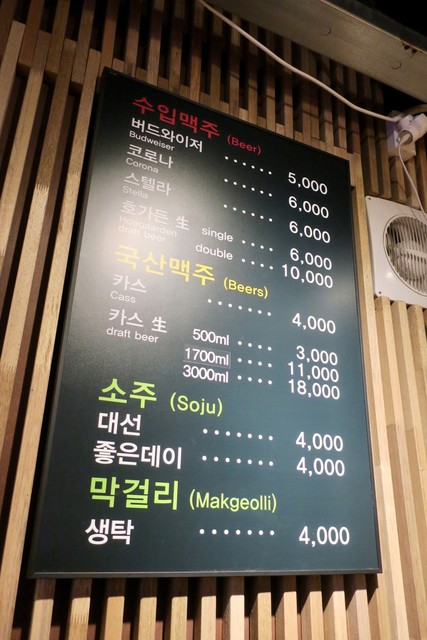 수입맥주 (Beer)
버드와이저 ...... 5,000
Budweiser
코로나 ...... 6,000
Corona
스텔라 ...... 6,000
Stella
호가든 生 single .... 6,000
Hoegaarden draft beer double .... 10,000
국산맥주 (Beers)
카스 ....... 4,000
Cass
카스 生 500ml .... 3,000
draft beer 1700ml .... 11,000
3000ml .... 18,000
소주 (Soju)
대선 ....... 4,000
좋은데이 ....... 4,000
막걸리 (Makgeolli)
생탁 ....... 4,000